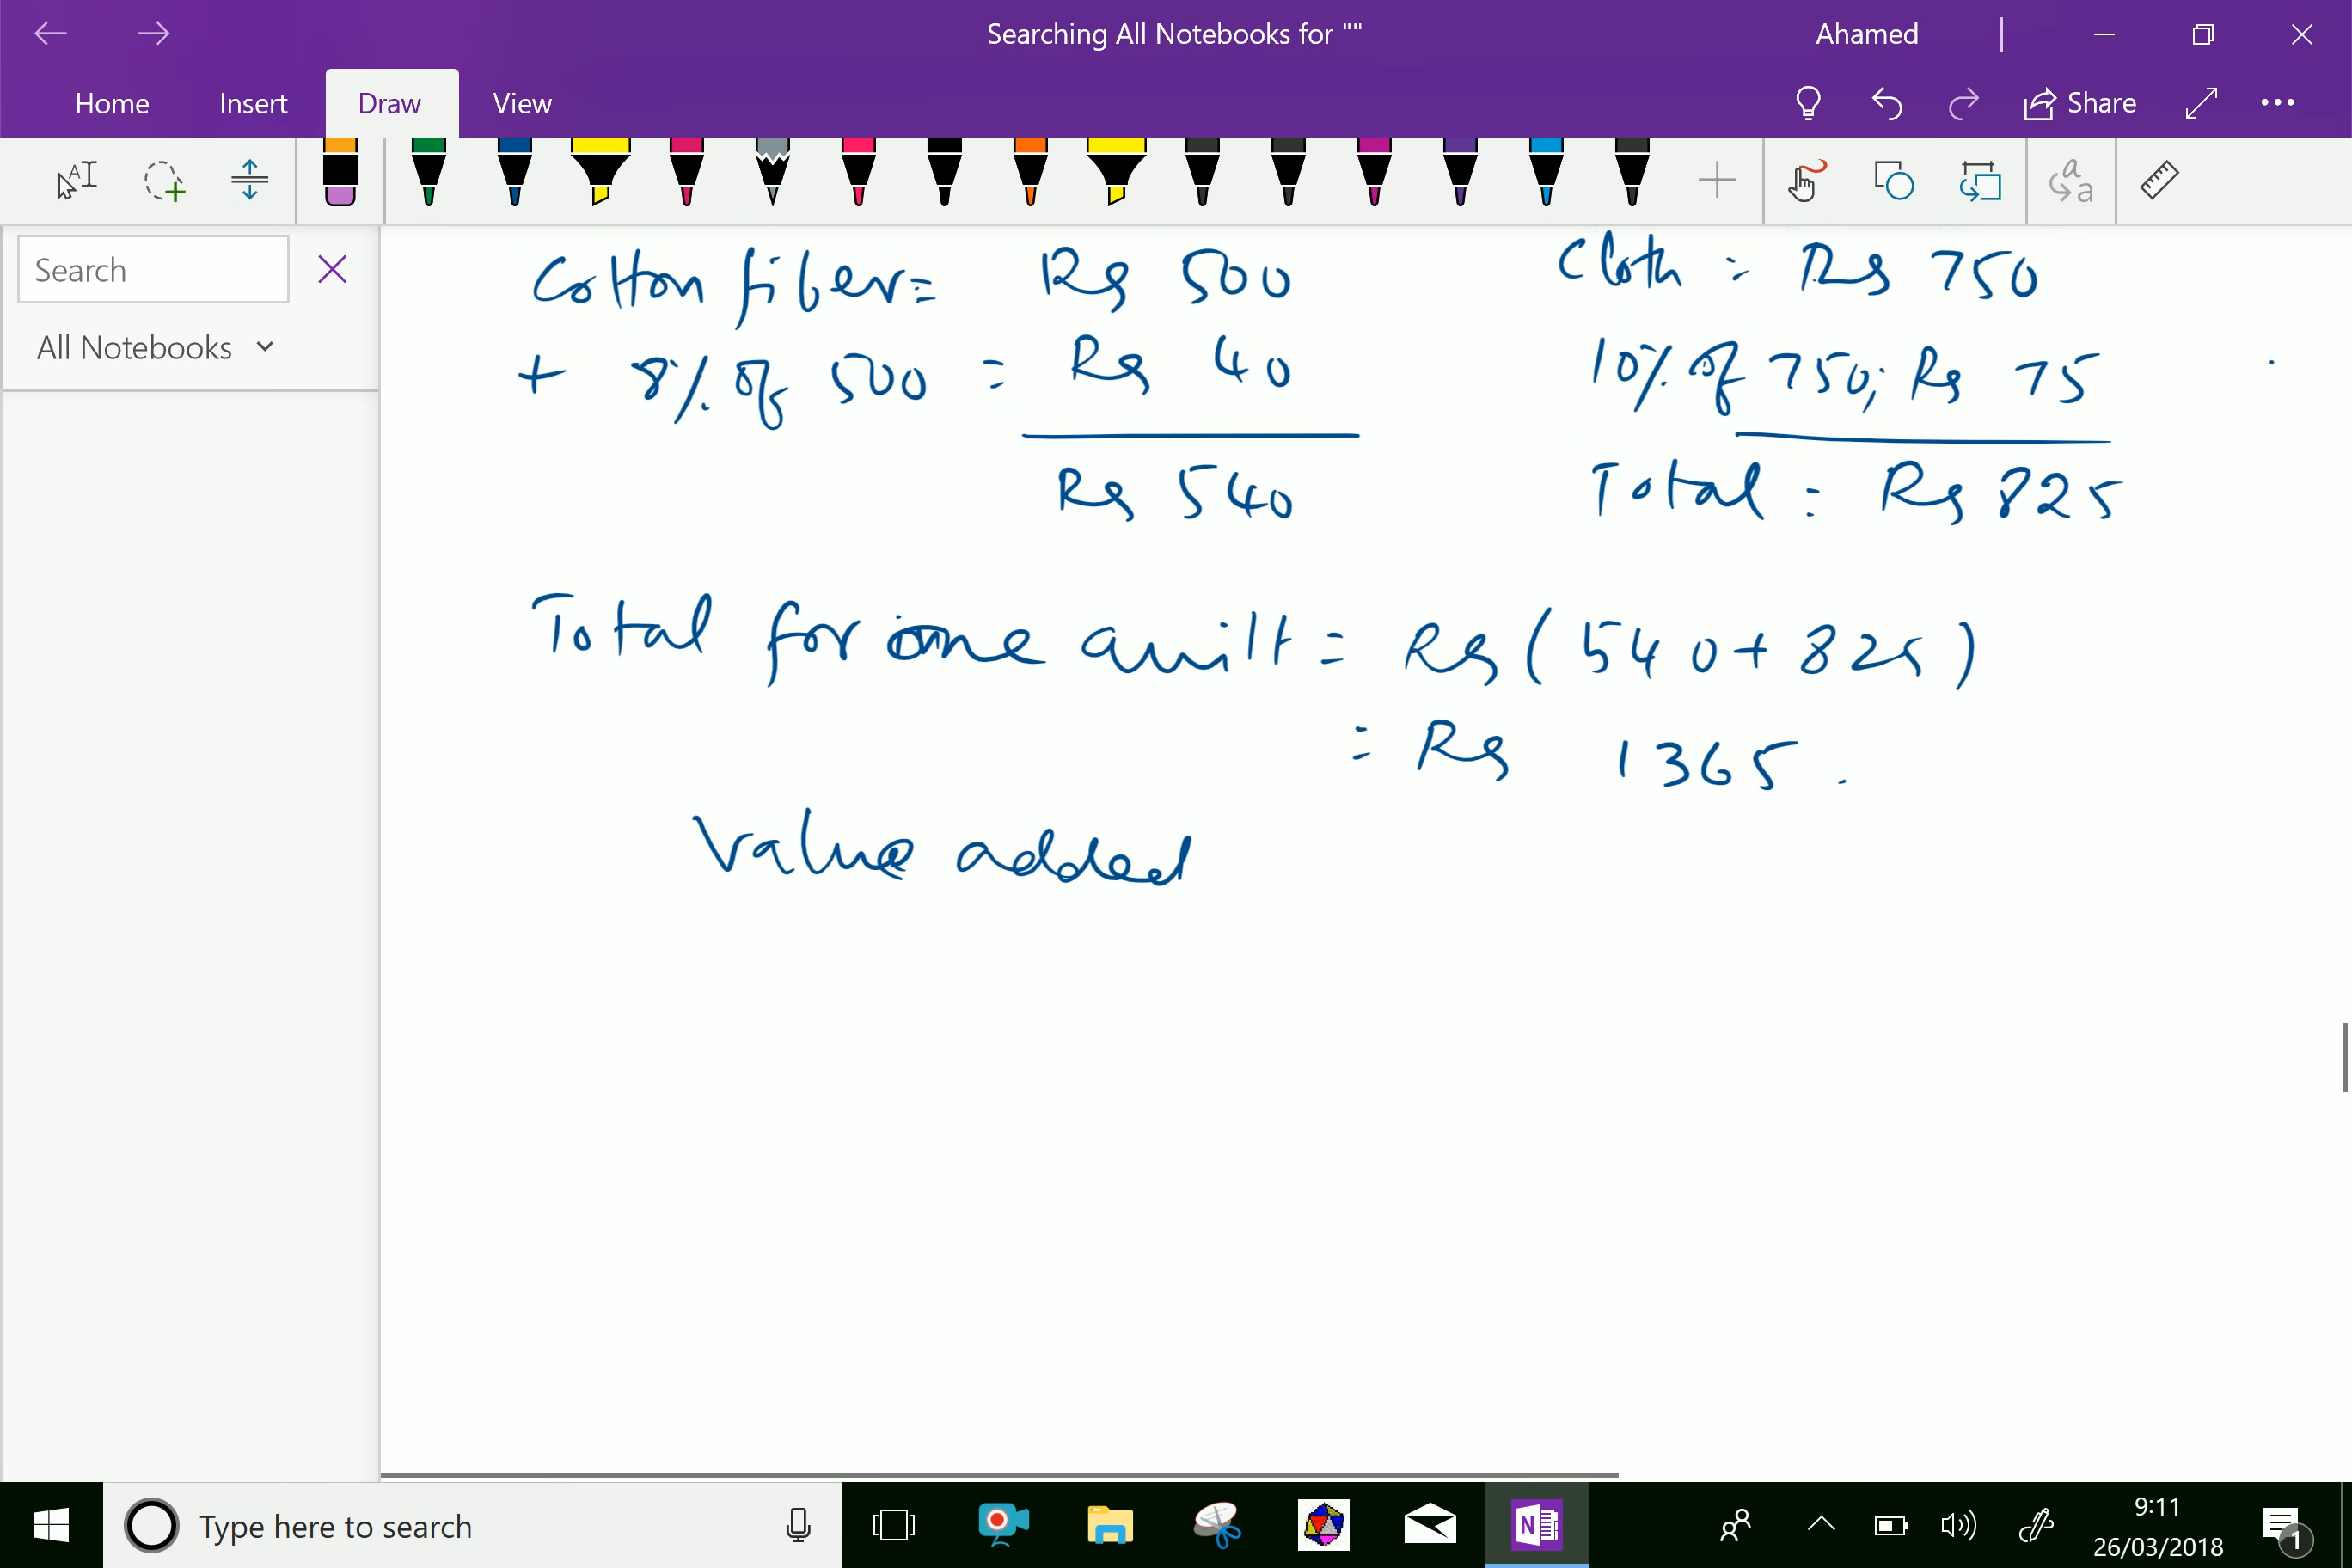 Searching All Notebooks for ""
Ahamed
Home Insert Draw View
Share
Search
All Notebooks
Cotton fiber = Rs 500
+ 8% of 500 = Rs 40
Rs 540
Cloth = Rs 750
10% of 750; Rs 75
Total : Rs 825
Total for one quilt = Rs (540 + 825)
= Rs 1365.
Value added
Type here to search
9:11
26/03/2018
1